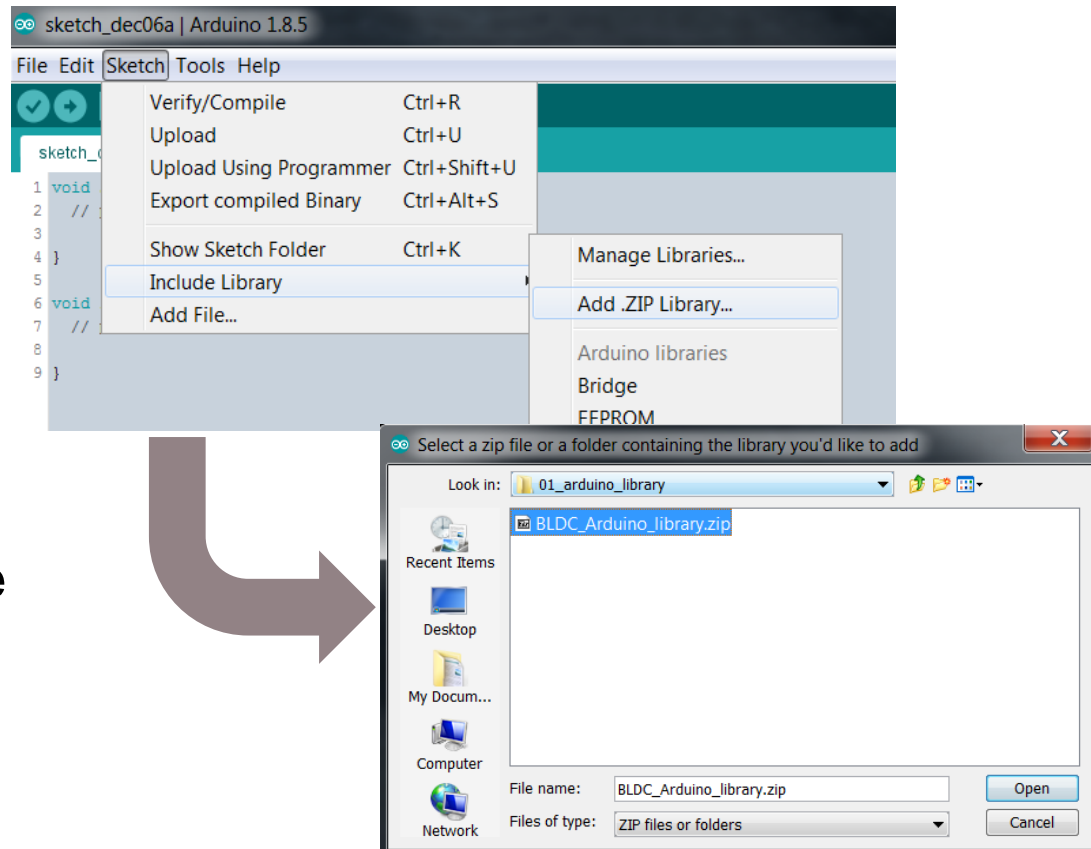 sketch_dec06a | Arduino 1.8.5
File Edit Sketch Tools Help
Verify/Compile Ctrl+R
Upload Ctrl+U
Upload Using Programmer Ctrl+Shift+U
Export compiled Binary Ctrl+Alt+S
Show Sketch Folder Ctrl+K
Include Library
Add File...
sketch_
1 void
2 //
3
4 }
5
6 void
7 //
8
9 }
Manage Libraries...
Add .ZIP Library...
Arduino libraries
Bridge
EEPROM
e
Select a zip file or a folder containing the library you'd like to add
X
Look in: 01_arduino_library
BLDC_Arduino_library.zip
Recent Items
Desktop
My Docum...
Computer
Network
File name: BLDC_Arduino_library.zip Open
Files of type: ZIP files or folders Cancel